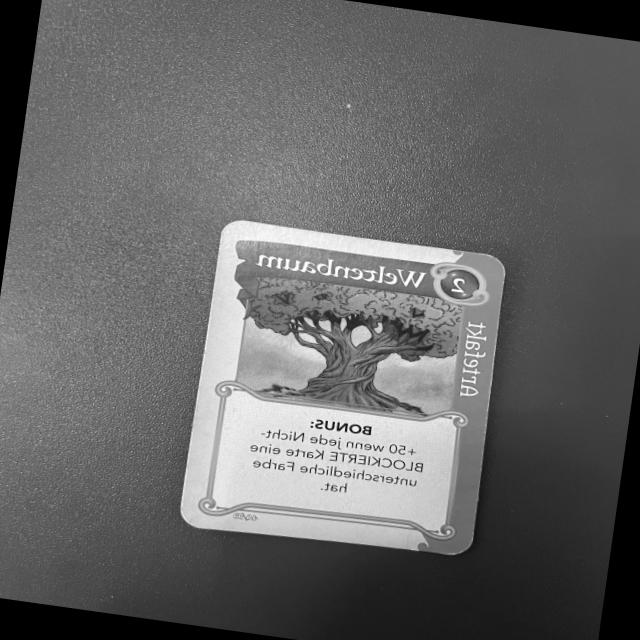 2
Weltenbaum
Artefakt
BONUS:
+50 wenn jede Nicht-
BLOCKIERTE Karte eine
unterschiedliche Farbe
hat.